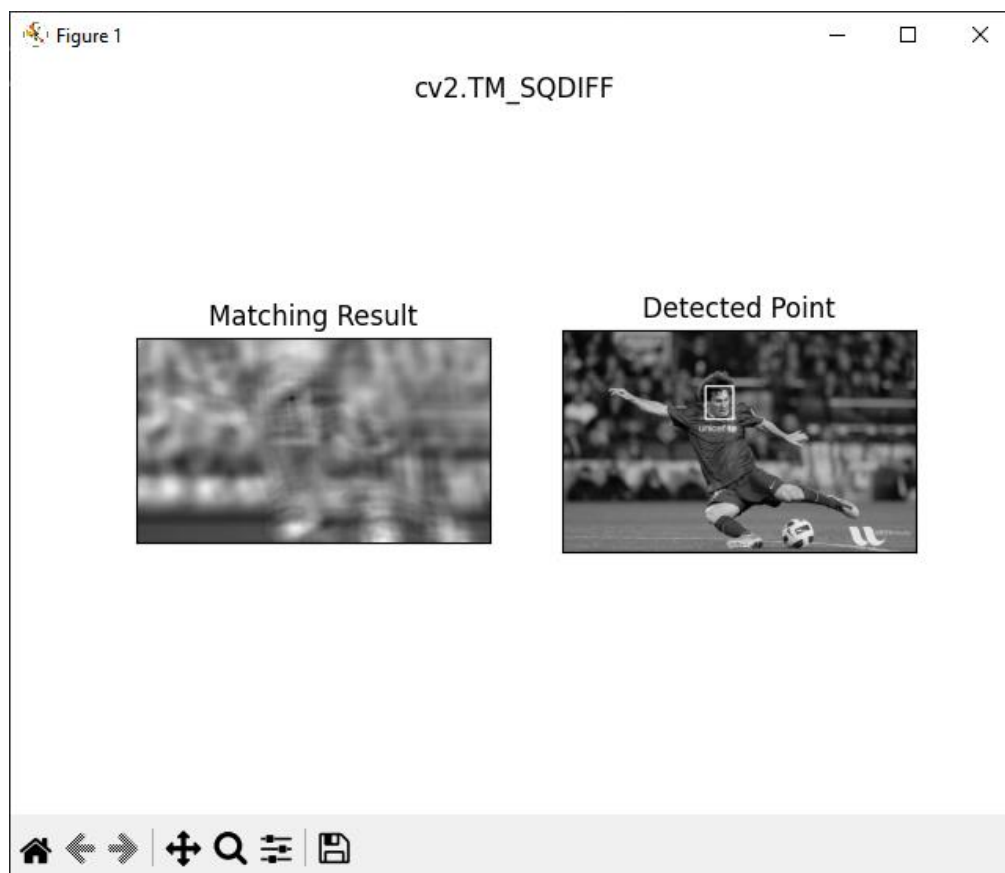 Figure 1
cv2.TM_SQDIFF
Matching Result
Detected Point
unicef